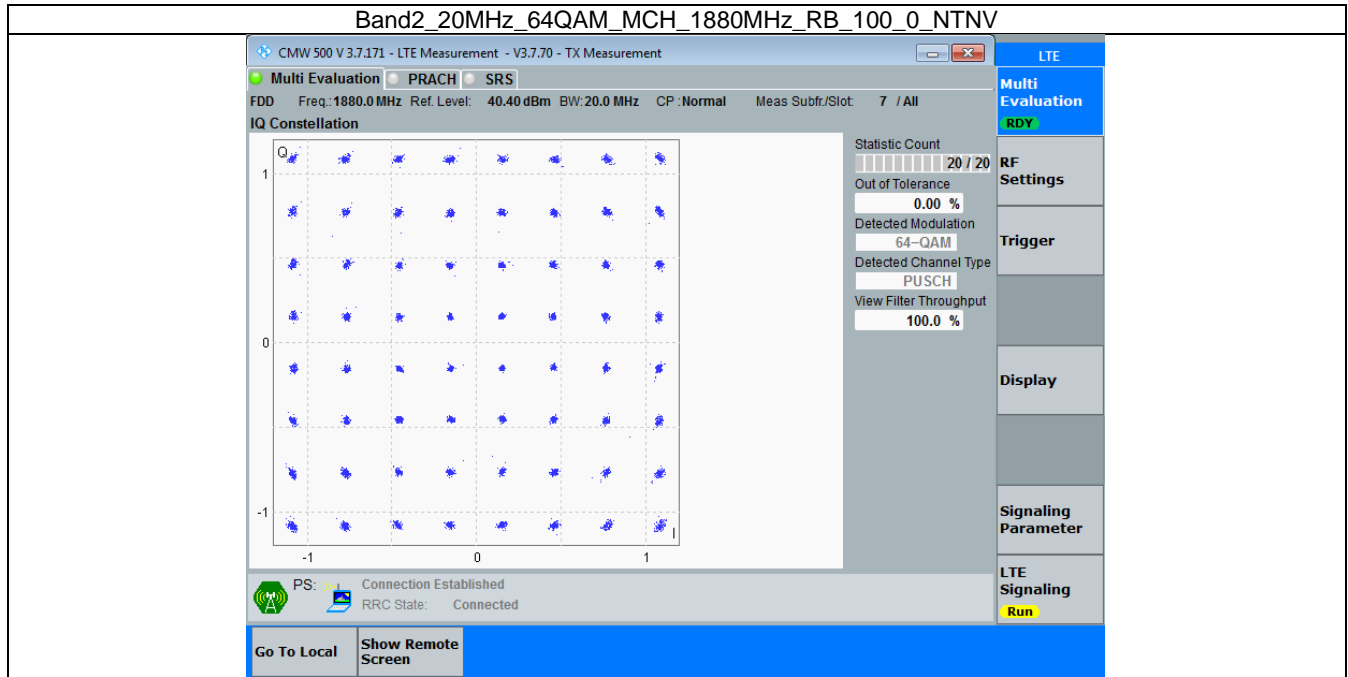 Band2_20MHz_64QAM_MCH_1880MHz_RB_100_0_NTNV
CMW 500 V 3.7.171 - LTE Measurement - V3.7.70 - TX Measurement
LTE
Multi Evaluation PRACH SRS
FDD Freq.:1880.0 MHz Ref. Level: 40.40 dBm BW:20.0 MHz CP :Normal Meas Subfr./Slot: 7 / All
IQ Constellation
Q
1
0
-1
-1 0 1
I
Statistic Count
20 / 20
Out of Tolerance
0.00 %
Detected Modulation
64-QAM
Detected Channel Type
PUSCH
View Filter Throughput
100.0 %
Multi
Evaluation
RDY
RF
Settings
Trigger
Display
Signaling
Parameter
LTE
Signaling
Run
PS: Connection Established
RRC State: Connected
Go To Local
Show Remote
Screen